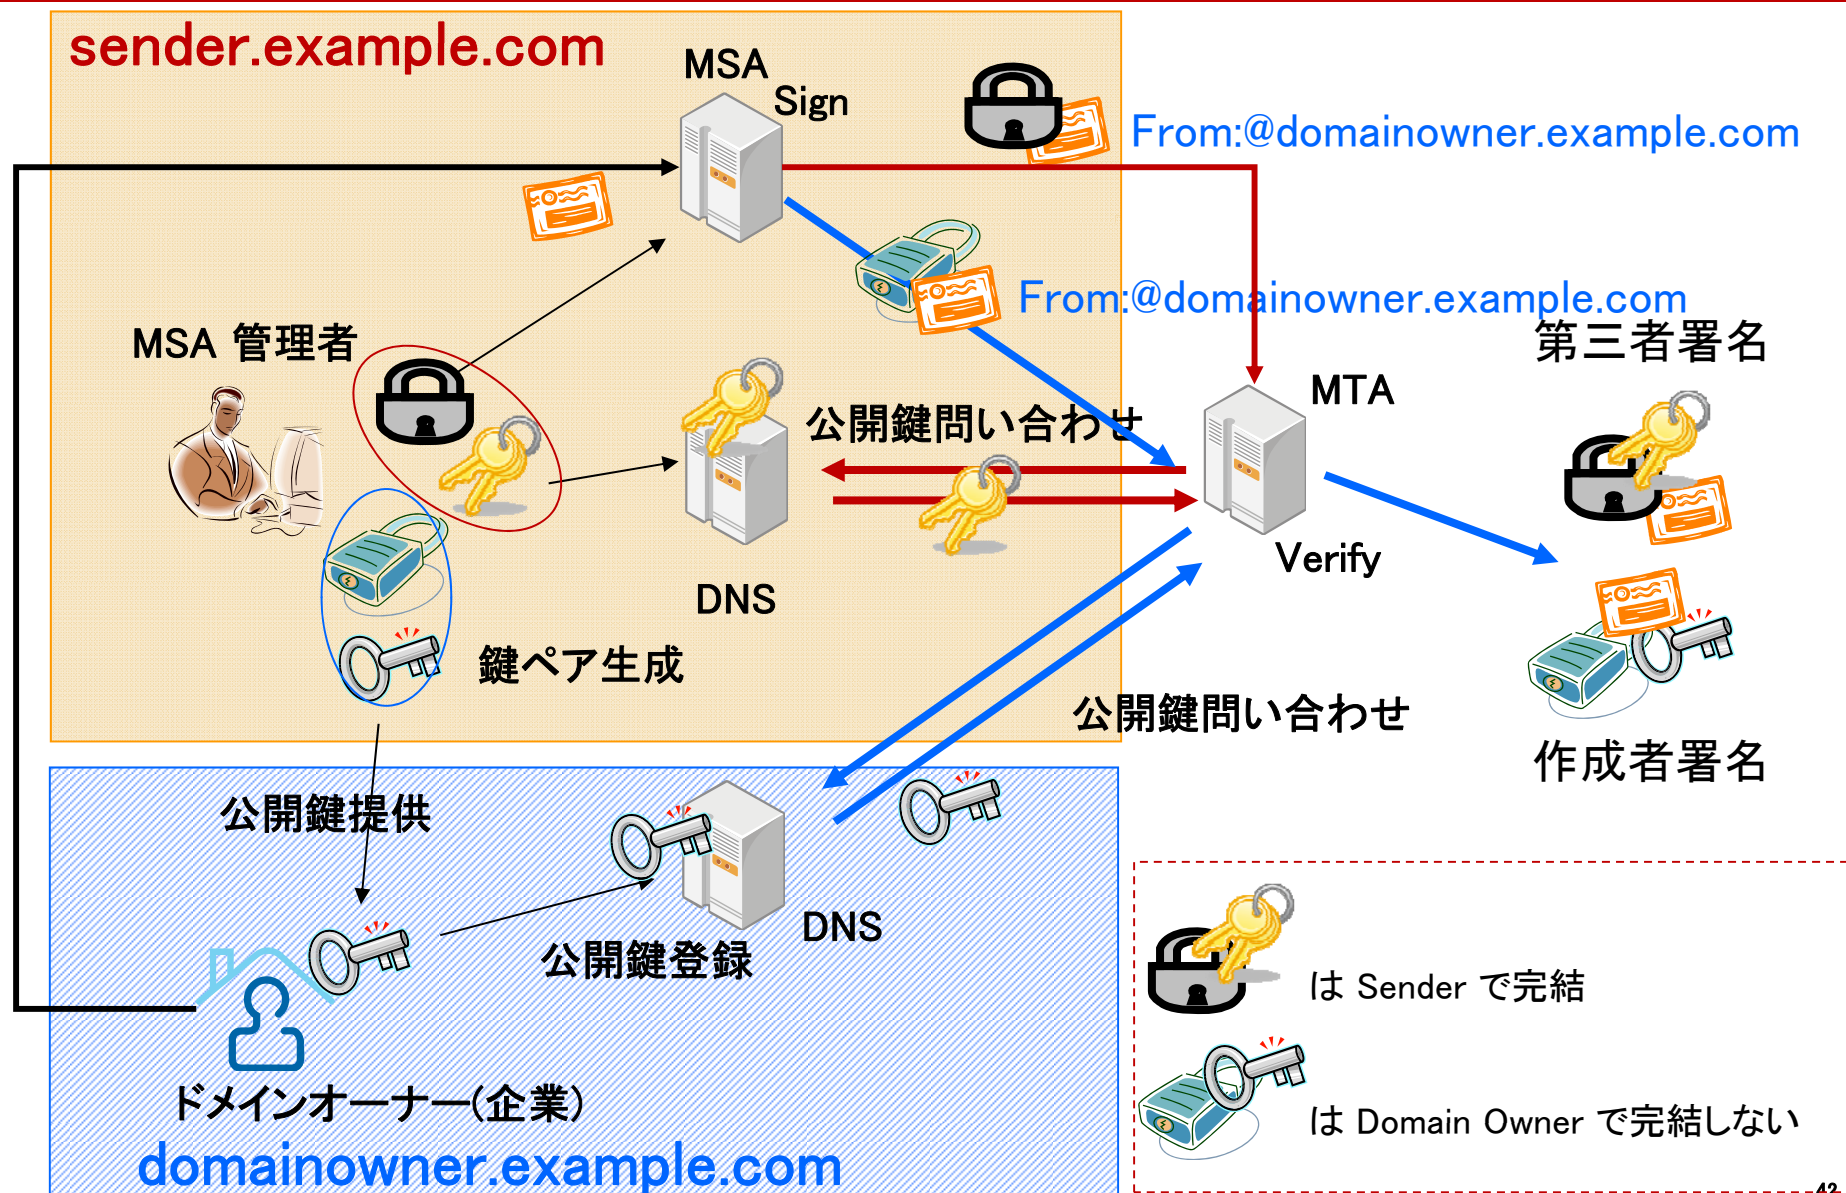 sender.example.com
MSA
Sign
From:@domainowner.example.com
From:@domainowner.example.com
第三者署名
MSA 管理者
MTA
公開鍵問い合わせ
Verify
DNS
鍵ペア生成
公開鍵問い合わせ
作成者署名
公開鍵提供
DNS
公開鍵登録
は Sender で完結
ドメインオーナー(企業)
は Domain Owner で完結しない
domainowner.example.com
42